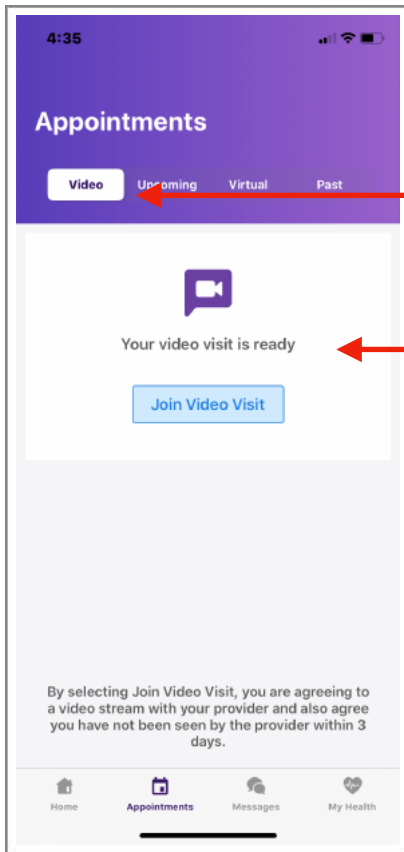 4:35
Appointments
Video Upcoming Virtual Past
Your video visit is ready
Join Video Visit
By selecting Join Video Visit, you are agreeing to
a video stream with your provider and also agree
you have not been seen by the provider within 3
days.
Home Appointments Messages My Health